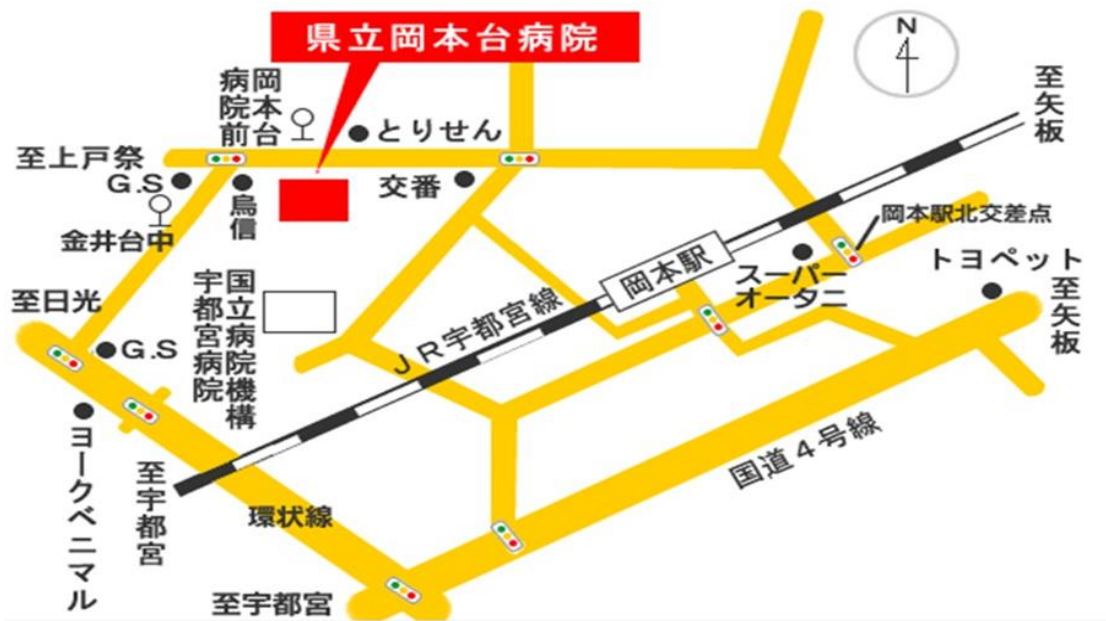 県立岡本台病院
N
至矢板
岡本台
病院前
とりせん
至上戸祭
G.S
鳥信
交番
金井台中
岡本駅北交差点
岡本駅
スーパー
オータニ
トヨペット
至矢板
至日光
国立病院機構
宇都宮病院
JR宇都宮線
G.S
ヨークベニマル
至宇都宮
環状線
国道4号線
至宇都宮